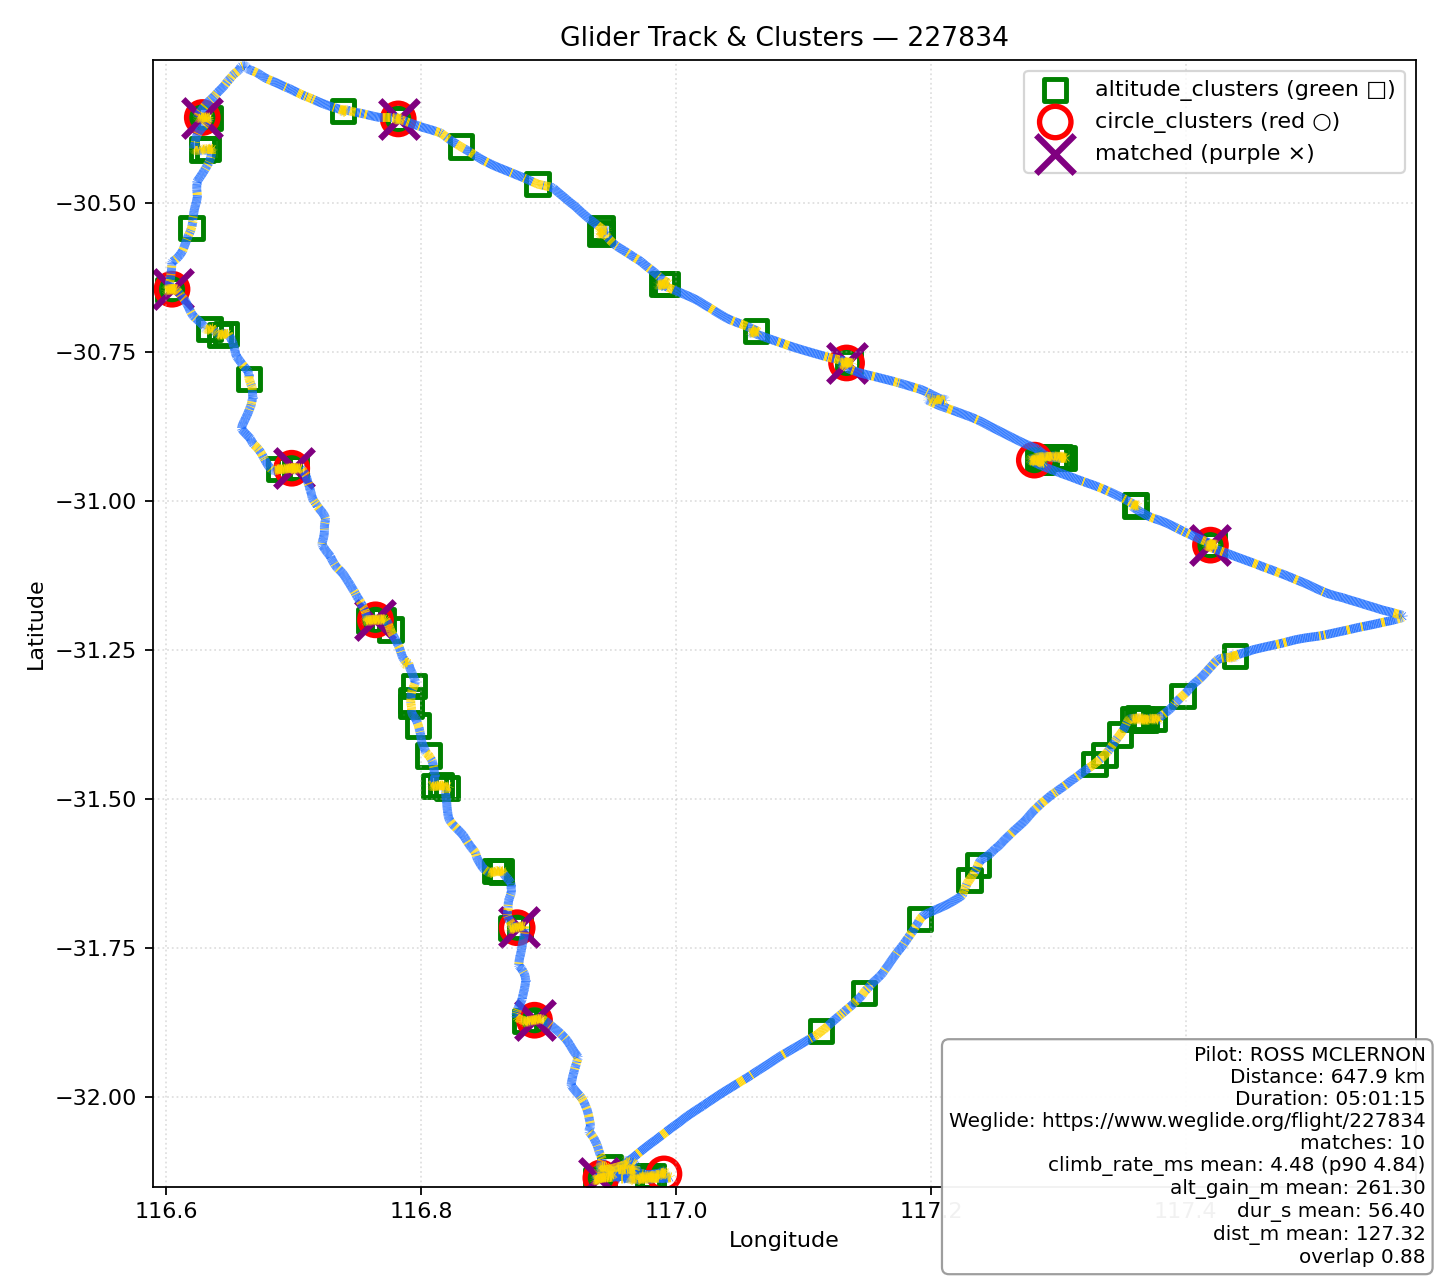 Glider Track & Clusters — 227834
altitude_clusters (green □)
circle_clusters (red ○)
matched (purple ×)
Latitude
−30.50
−30.75
−31.00
−31.25
−31.50
−31.75
−32.00
116.6
116.8
117.0
117.2
117.4
Longitude
Pilot: ROSS MCLERNON
Distance: 647.9 km
Duration: 05:01:15
Weglide: https://www.weglide.org/flight/227834
matches: 10
climb_rate_ms mean: 4.48 (p90 4.84)
alt_gain_m mean: 261.30
dur_s mean: 56.40
dist_m mean: 127.32
overlap 0.88